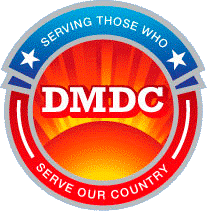 SERVING THOSE WHO
DMDC
SERVE OUR COUNTRY